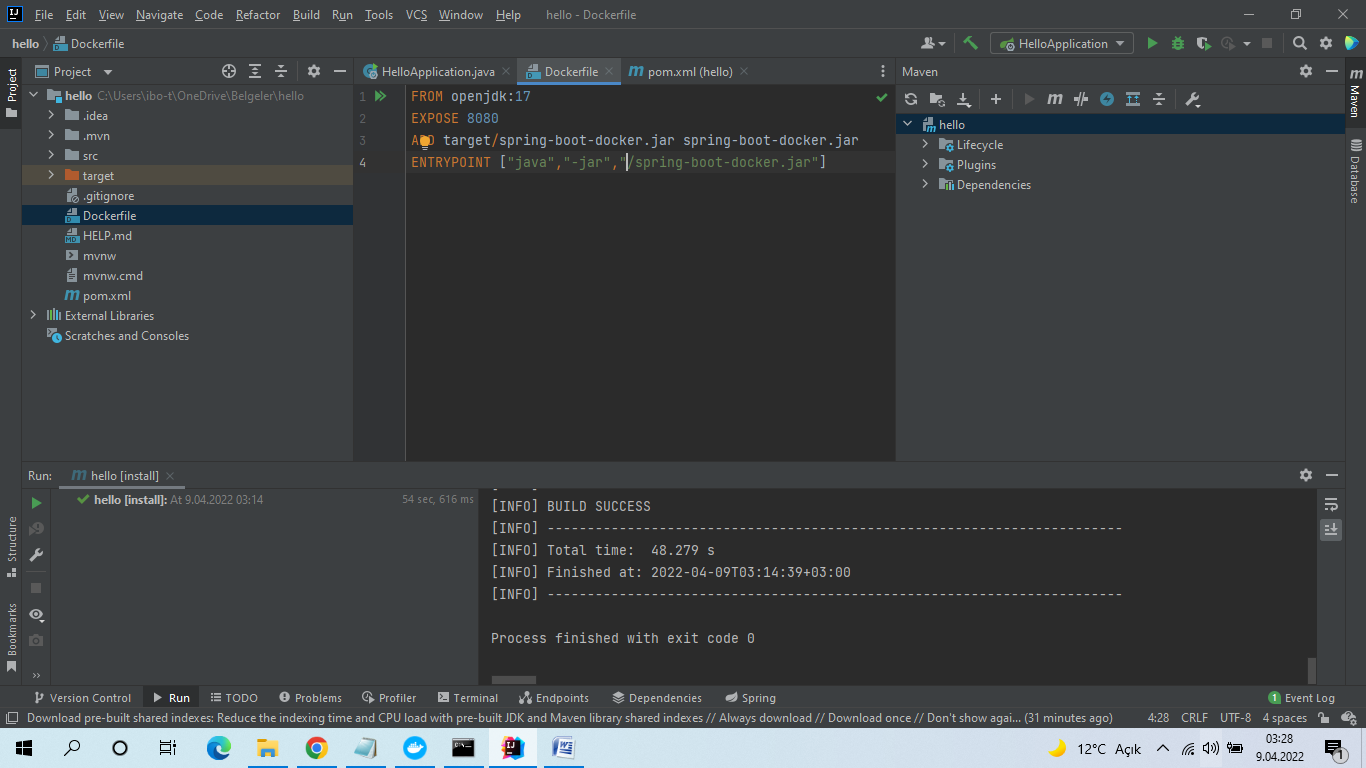 File Edit View Navigate Code Refactor Build Run Tools VCS Window Help hello - Dockerfile
hello Dockerfile HelloApplication
Project
Project
HelloApplication.java Dockerfile pom.xml (hello)
Maven
Maven
Database
hello C:\Users\ibo-t\OneDrive\Belgeler\hello
.idea
.mvn
src
target
.gitignore
Dockerfile
HELP.md
mvnw
mvnw.cmd
pom.xml
External Libraries
Scratches and Consoles
1 FROM openjdk:17
2 EXPOSE 8080
3 ADD target/spring-boot-docker.jar spring-boot-docker.jar
4 ENTRYPOINT ["java","-jar","/spring-boot-docker.jar"]
hello
Lifecycle
Plugins
Dependencies
Run: hello [install]
hello [install]: At 9.04.2022 03:14 54 sec, 616 ms
[INFO] BUILD SUCCESS
[INFO] ------------------------------------------------------------------------
[INFO] Total time:  48.279 s
[INFO] Finished at: 2022-04-09T03:14:39+03:00
[INFO] ------------------------------------------------------------------------
Process finished with exit code 0
Structure
Bookmarks
Version Control Run TODO Problems Profiler Terminal Endpoints Dependencies Spring 1 Event Log
Download pre-built shared indexes: Reduce the indexing time and CPU load with pre-built JDK and Maven library shared indexes // Always download // Download once // Don't show agai... (31 minutes ago) 4:28 CRLF UTF-8 4 spaces
12°C Açık
03:28
9.04.2022
1